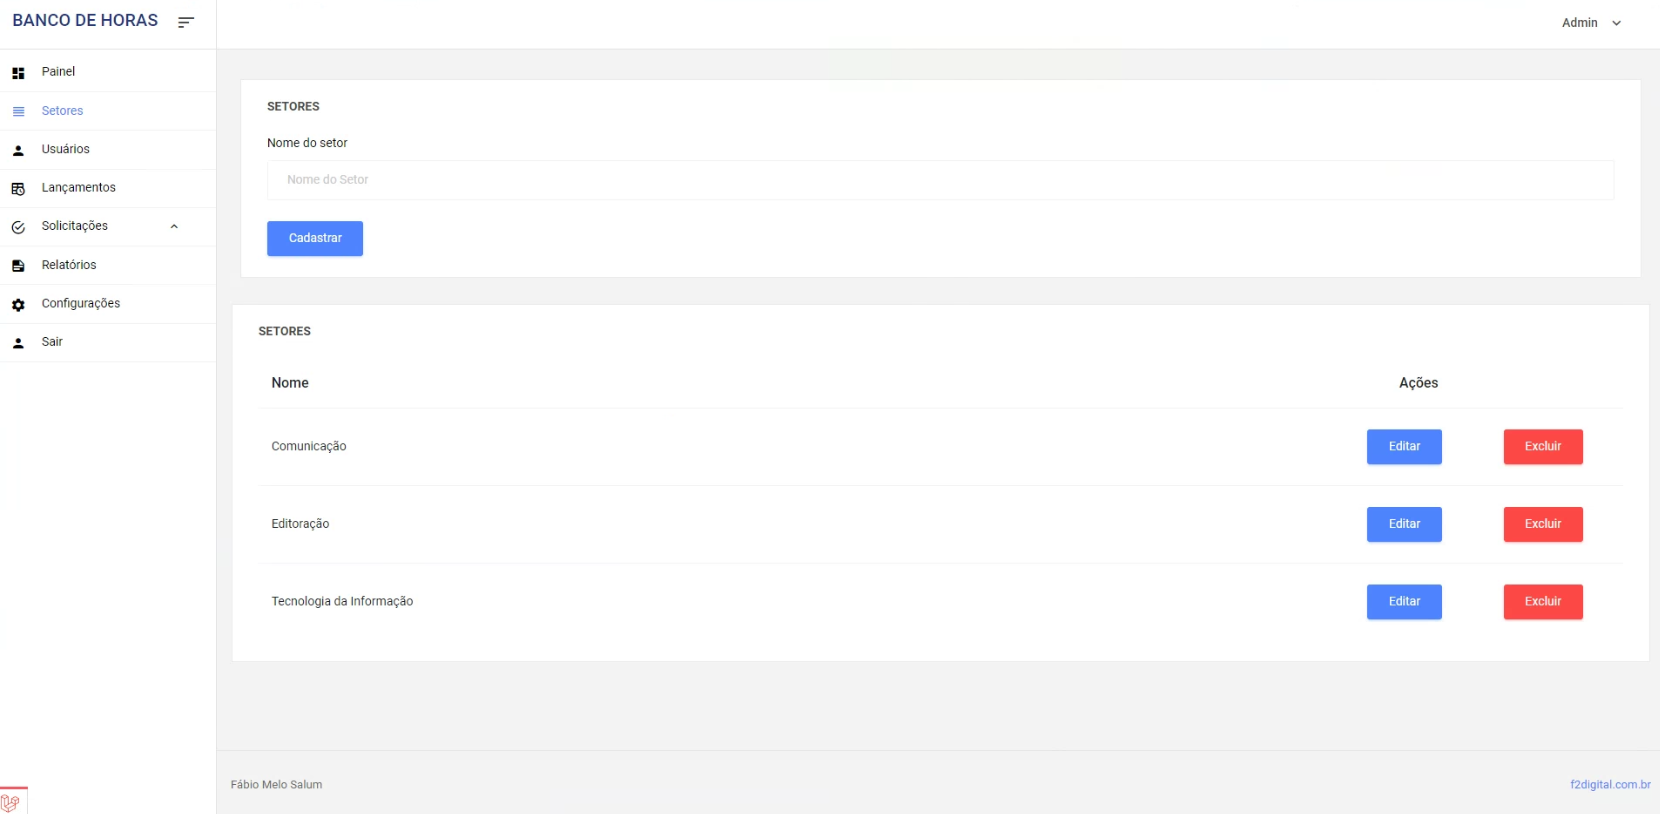 BANCO DE HORAS
Admin
Painel
Setores
Usuários
Lançamentos
Solicitações
Relatórios
Configurações
Sair
SETORES
Nome do setor
Nome do Setor
Cadastrar
SETORES
Nome Ações
Comunicação Editar Excluir
Editoração Editar Excluir
Tecnologia da Informação Editar Excluir
Fábio Melo Salum f2digital.com.br